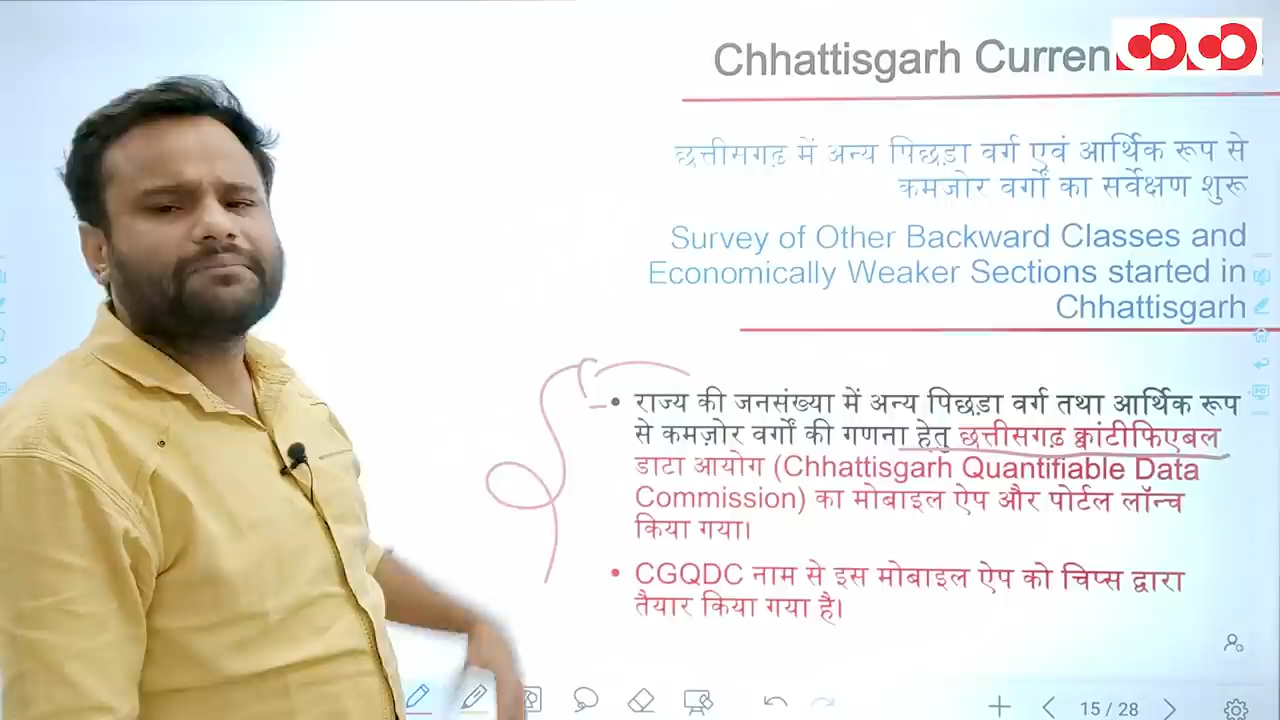 Chhattisgarh Curren
छत्तीसगढ़ में अन्य पिछड़ा वर्ग एवं आर्थिक रूप से
कमजोर वर्गों का सर्वेक्षण शुरू
Survey of Other Backward Classes and
Economically Weaker Sections started in
Chhattisgarh
• राज्य की जनसंख्या में अन्य पिछड़ा वर्ग तथा आर्थिक रूप
से कमज़ोर वर्गों की गणना हेतु छत्तीसगढ़ क्वांटीफिएबल
डाटा आयोग (Chhattisgarh Quantifiable Data
Commission) का मोबाइल ऐप और पोर्टल लॉन्च
किया गया।
• CGQDC नाम से इस मोबाइल ऐप को चिप्स द्वारा
तैयार किया गया है।
15 / 28